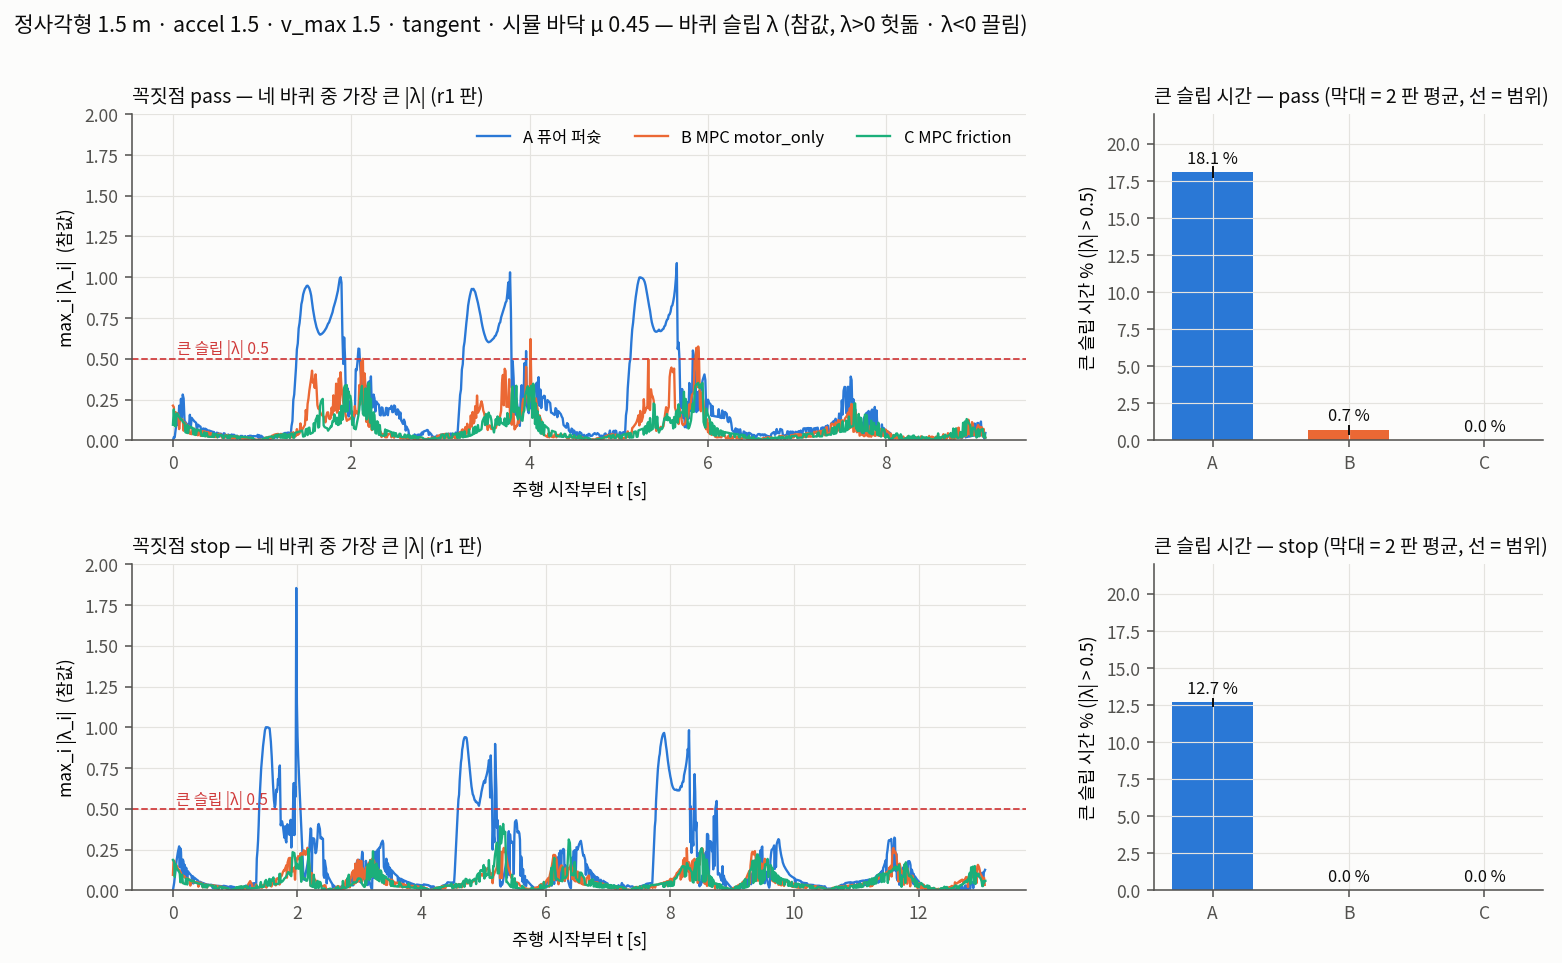 정사각형 1.5 m · accel 1.5 · v_max 1.5 · tangent · 시뮬 바닥 μ 0.45 — 바퀴 슬립 λ (참값, λ>0 헛돎 · λ<0 끌림)
꼭짓점 pass — 네 바퀴 중 가장 큰 |λ| (r1 판)
max_i |λ_i| (참값)
2.00
1.75
1.50
1.25
1.00
0.75
0.50
0.25
0.00
A 퓨어 퍼슛
B MPC motor_only
C MPC friction
큰 슬립 |λ| 0.5
0 2 4 6 8
주행 시작부터 t [s]
큰 슬립 시간 — pass (막대 = 2 판 평균, 선 = 범위)
큰 슬립 시간 % (|λ| > 0.5)
20.0
17.5
15.0
12.5
10.0
7.5
5.0
2.5
0.0
18.1 %
0.7 %
0.0 %
A B C
꼭짓점 stop — 네 바퀴 중 가장 큰 |λ| (r1 판)
max_i |λ_i| (참값)
2.00
1.75
1.50
1.25
1.00
0.75
0.50
0.25
0.00
큰 슬립 |λ| 0.5
0 2 4 6 8 10 12
주행 시작부터 t [s]
큰 슬립 시간 — stop (막대 = 2 판 평균, 선 = 범위)
큰 슬립 시간 % (|λ| > 0.5)
20.0
17.5
15.0
12.5
10.0
7.5
5.0
2.5
0.0
12.7 %
0.0 %
0.0 %
A B C